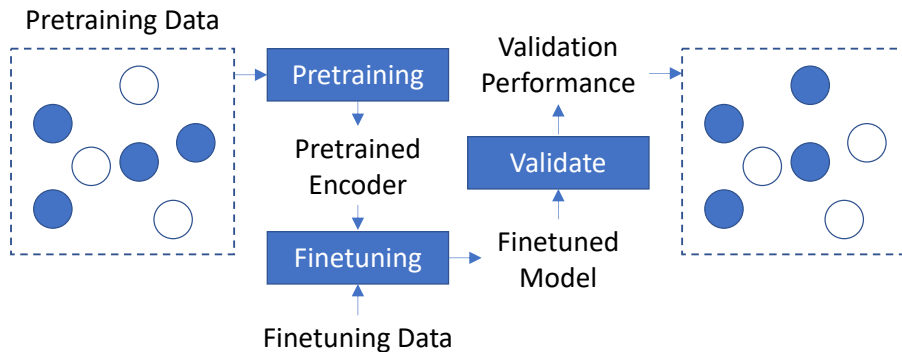 Pretraining Data
Pretraining
Pretrained
Encoder
Finetuning
Finetuning Data
Finetuned
Model
Validate
Validation
Performance